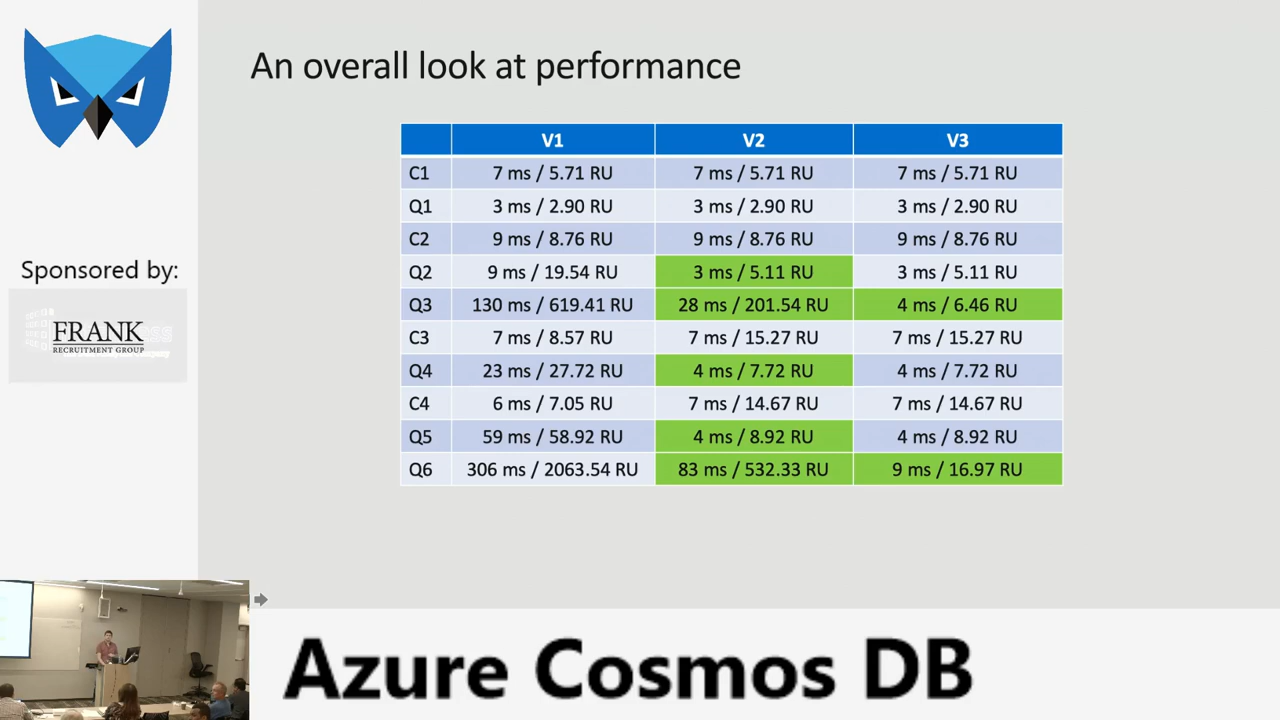 An overall look at performance
V1 V2 V3
C1 7 ms / 5.71 RU 7 ms / 5.71 RU 7 ms / 5.71 RU
Q1 3 ms / 2.90 RU 3 ms / 2.90 RU 3 ms / 2.90 RU
C2 9 ms / 8.76 RU 9 ms / 8.76 RU 9 ms / 8.76 RU
Q2 9 ms / 19.54 RU 3 ms / 5.11 RU 3 ms / 5.11 RU
Q3 130 ms / 619.41 RU 28 ms / 201.54 RU 4 ms / 6.46 RU
C3 7 ms / 8.57 RU 7 ms / 15.27 RU 7 ms / 15.27 RU
Q4 23 ms / 27.72 RU 4 ms / 7.72 RU 4 ms / 7.72 RU
C4 6 ms / 7.05 RU 7 ms / 14.67 RU 7 ms / 14.67 RU
Q5 59 ms / 58.92 RU 4 ms / 8.92 RU 4 ms / 8.92 RU
Q6 306 ms / 2063.54 RU 83 ms / 532.33 RU 9 ms / 16.97 RU
Sponsored by:
FRANK
RECRUITMENT GROUP
Azure Cosmos DB